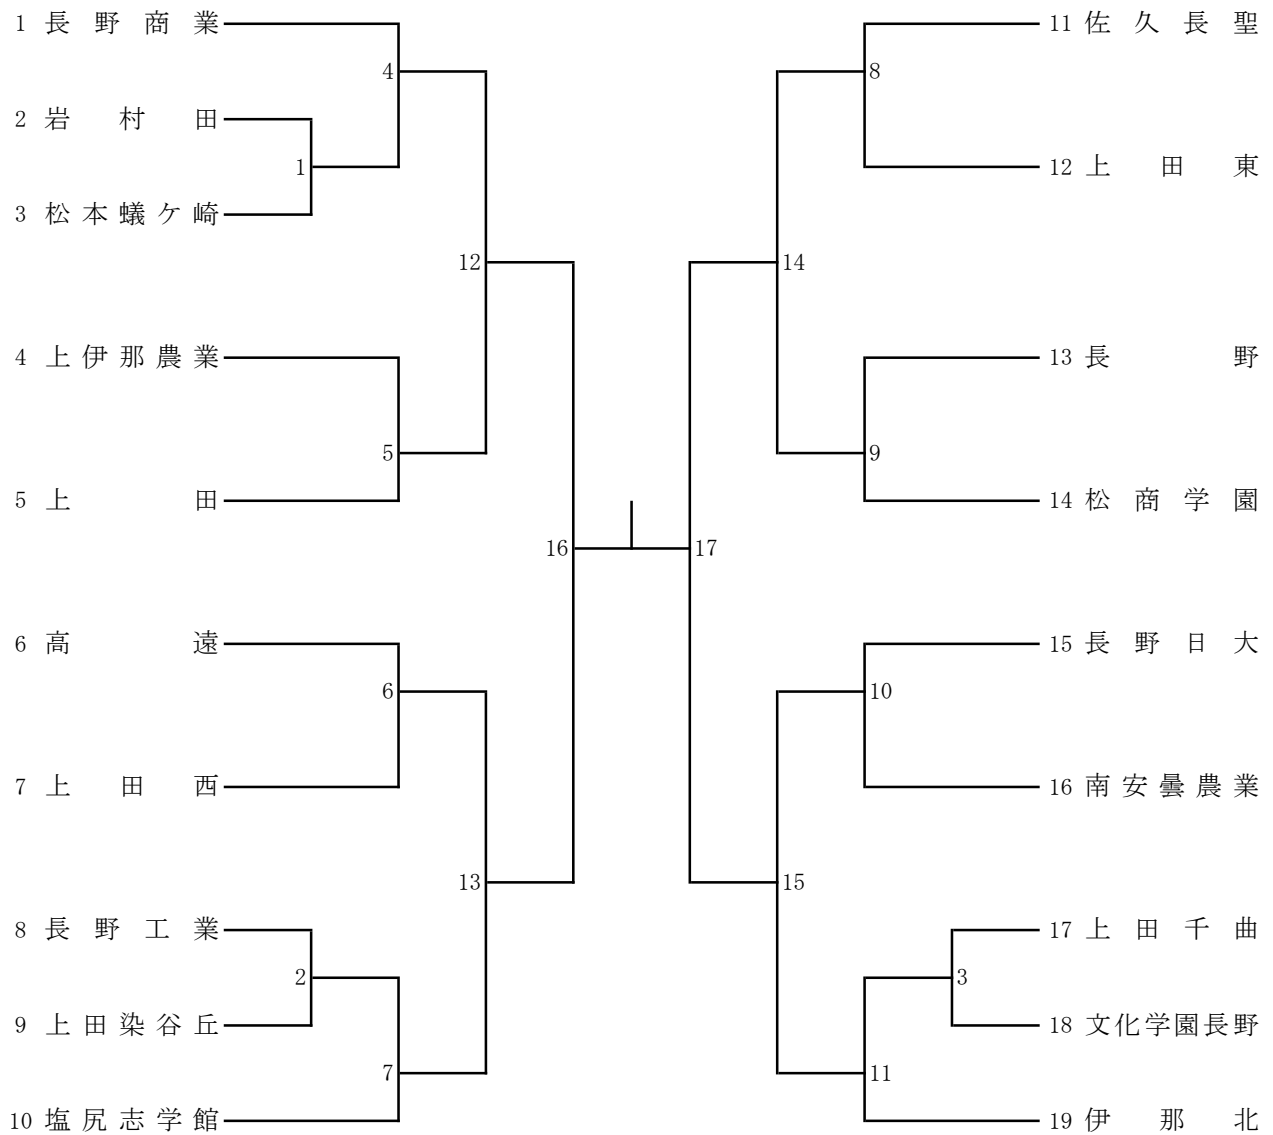 1 長野商業
4
2 岩村田
1
3 松本蟻ケ崎
12
4 上伊那農業
5
5 上田
16
6 高遠
6
7 上田西
13
8 長野工業
2
9 上田染谷丘
7
10 塩尻志学館
11 佐久長聖
8
12 上田東
14
13 長野
9
14 松商学園
17
15 長野日大
10
16 南安曇農業
15
17 上田千曲
3
18 文化学園長野
11
19 伊那北